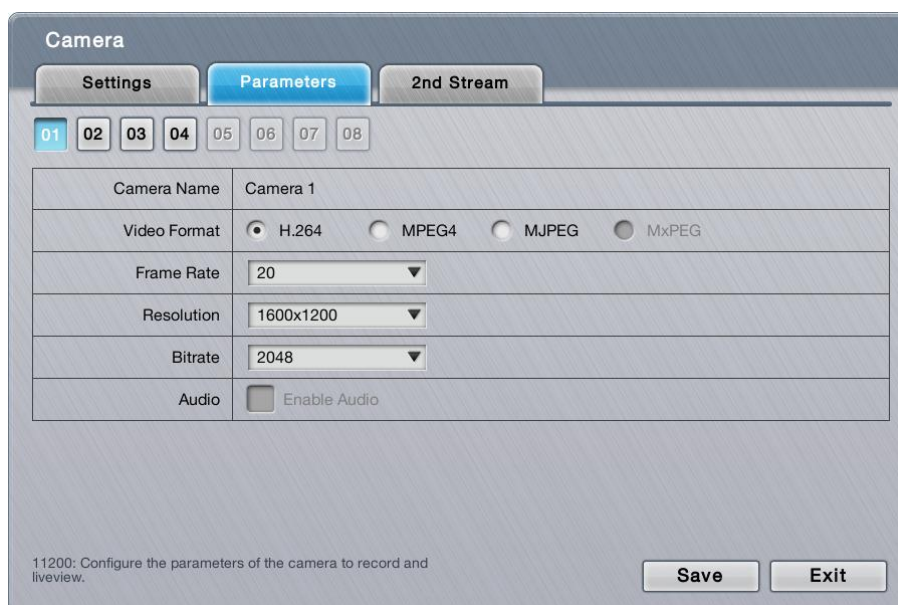 Camera
Settings Parameters 2nd Stream
01 02 03 04 05 06 07 08
Camera Name Camera 1
Video Format H.264 MPEG4 MJPEG MxPEG
Frame Rate 20
Resolution 1600x1200
Bitrate 2048
Audio Enable Audio
11200: Configure the parameters of the camera to record and
liveview.
Save Exit